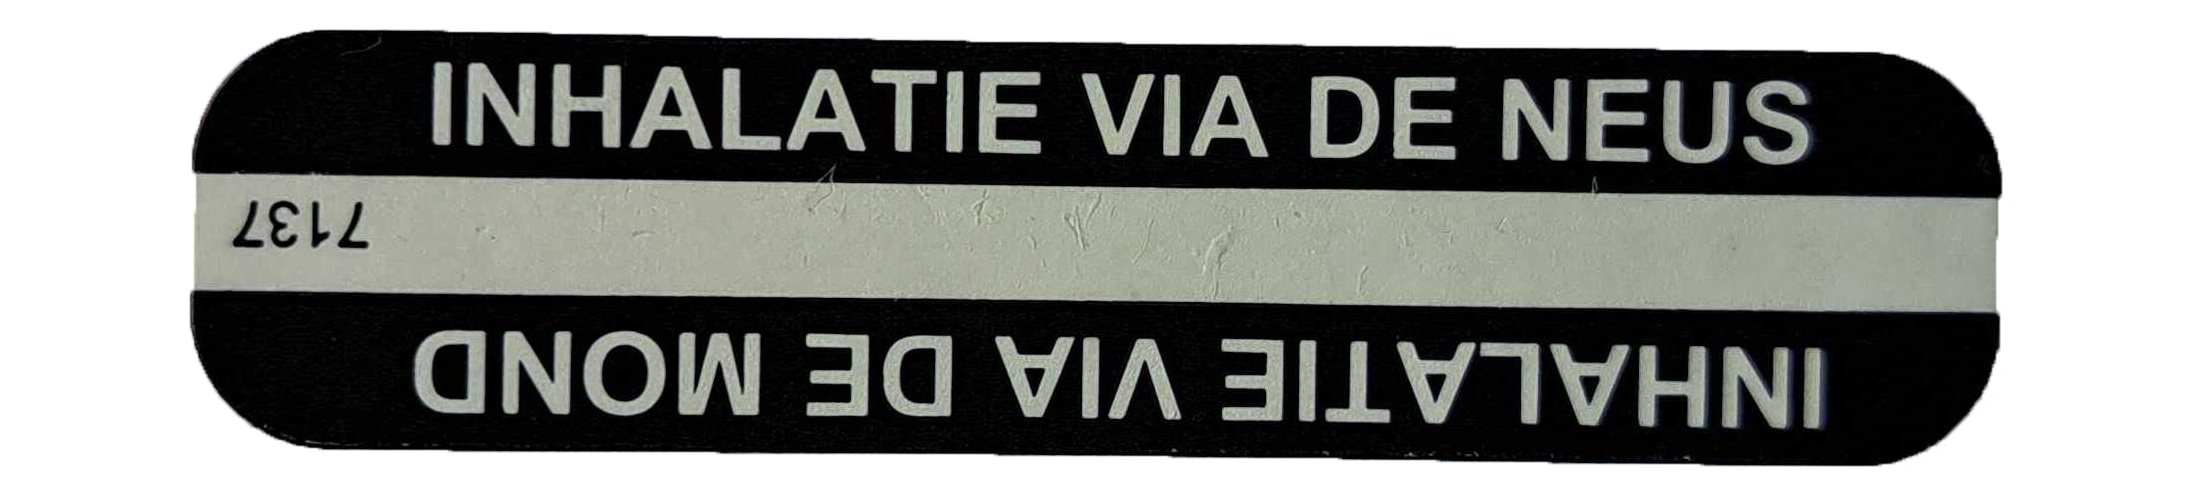 INHALATIE VIA DE NEUS
7137
INHALATIE VIA DE MOND